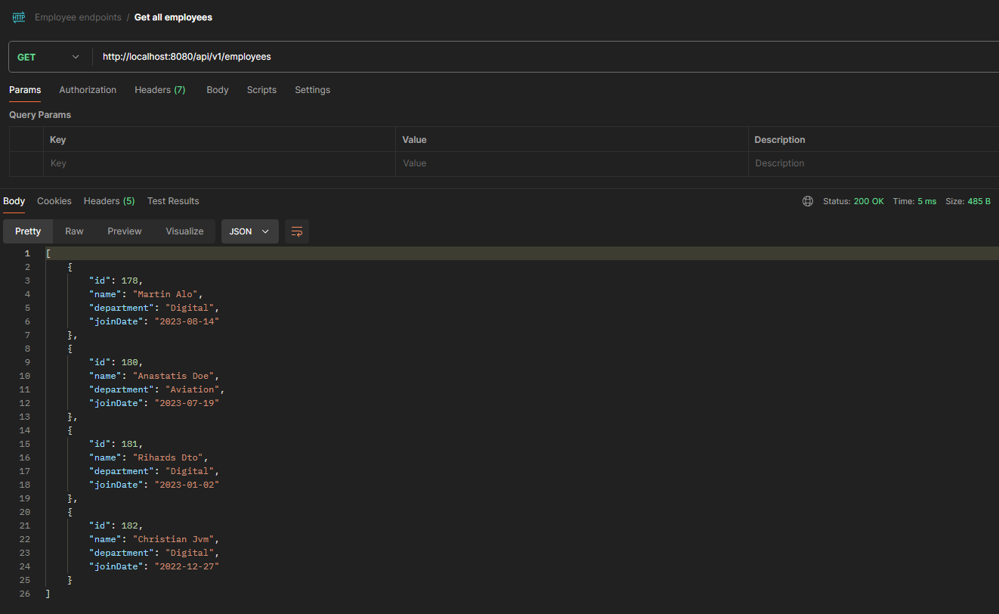 HTTP Employee endpoints / Get all employees
GET http://localhost:8080/api/v1/employees
Params Authorization Headers (7) Body Scripts Settings
Query Params
Key Value Description
Key Value Description
Body Cookies Headers (5) Test Results Status: 200 OK Time: 5 ms Size: 485 B
Pretty Raw Preview Visualize JSON
1 [
2 {
3 "id": 178,
4 "name": "Martin Alo",
5 "department": "Digital",
6 "joinDate": "2023-08-14"
7 },
8 {
9 "id": 180,
10 "name": "Anastatis Doe",
11 "department": "Aviation",
12 "joinDate": "2023-07-19"
13 },
14 {
15 "id": 181,
16 "name": "Rihards Dto",
17 "department": "Digital",
18 "joinDate": "2023-01-02"
19 },
20 {
21 "id": 182,
22 "name": "Christian Jvm",
23 "department": "Digital",
24 "joinDate": "2022-12-27"
25 }
26 ]